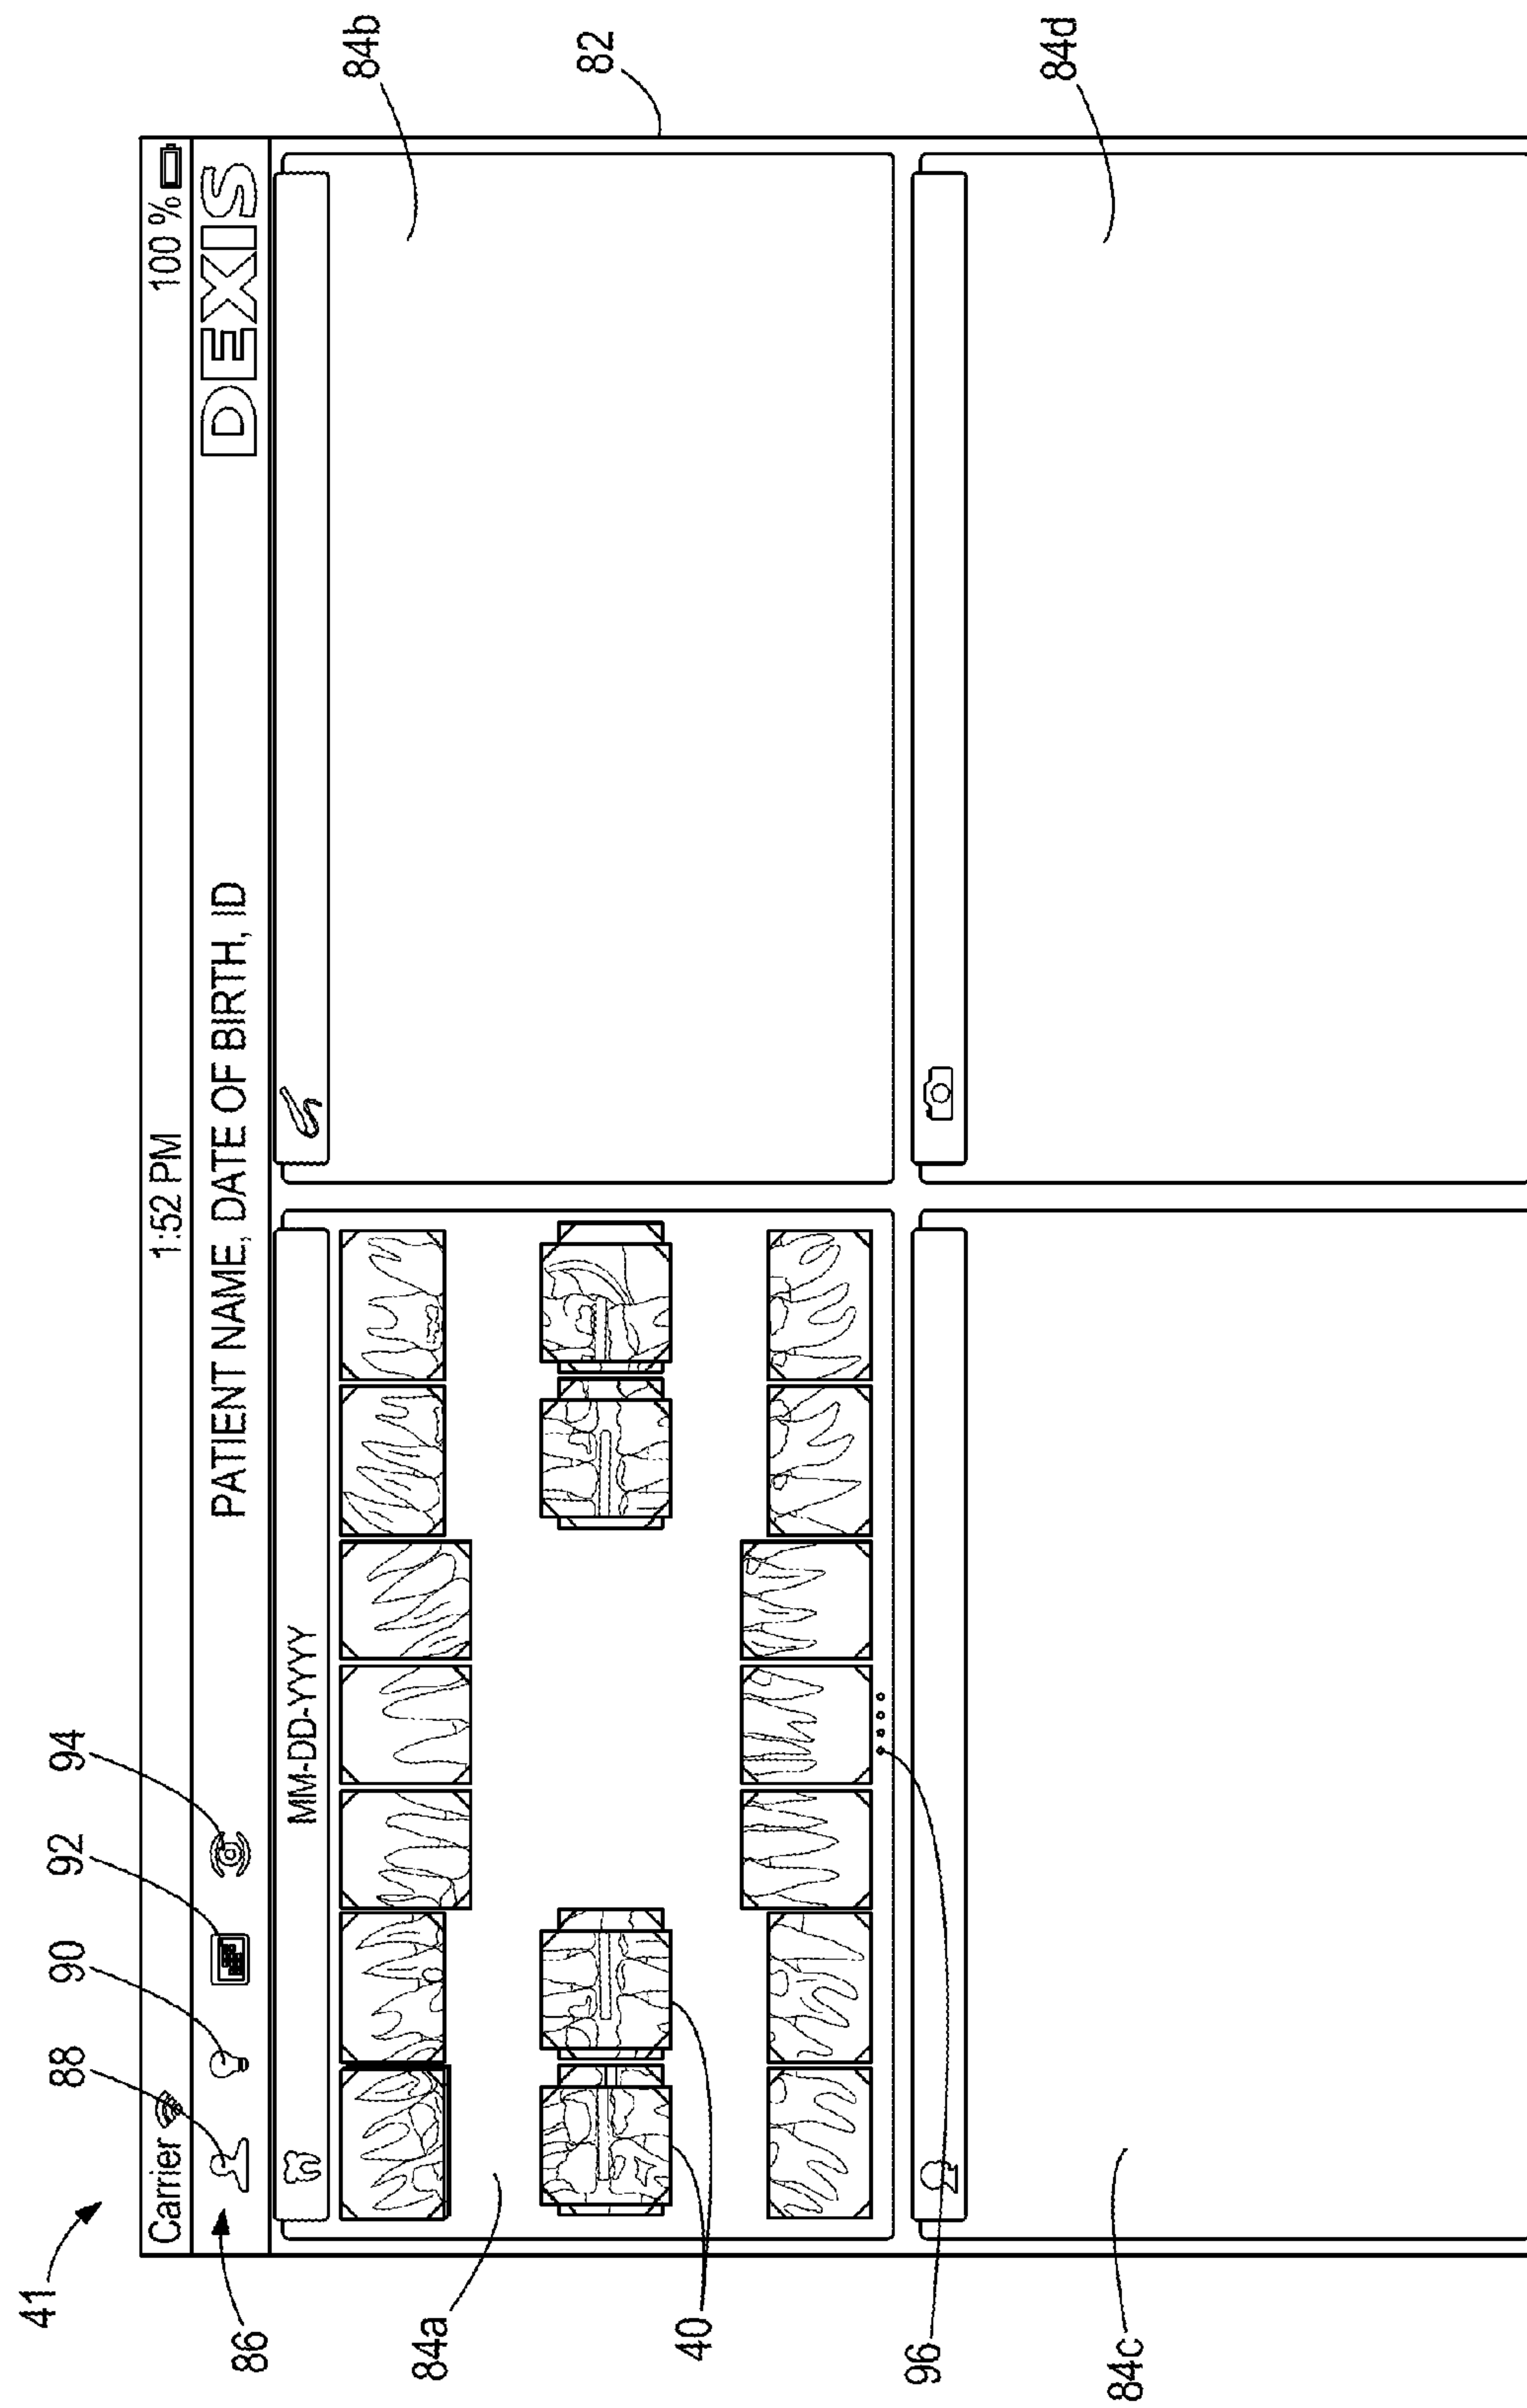 41
88
90
92
94
86
Carrier
1:52 PM
100 %
PATIENT NAME, DATE OF BIRTH, ID
DEXIS
MM-DD-YYYY
84b
82
84a
40
96
84c
84d